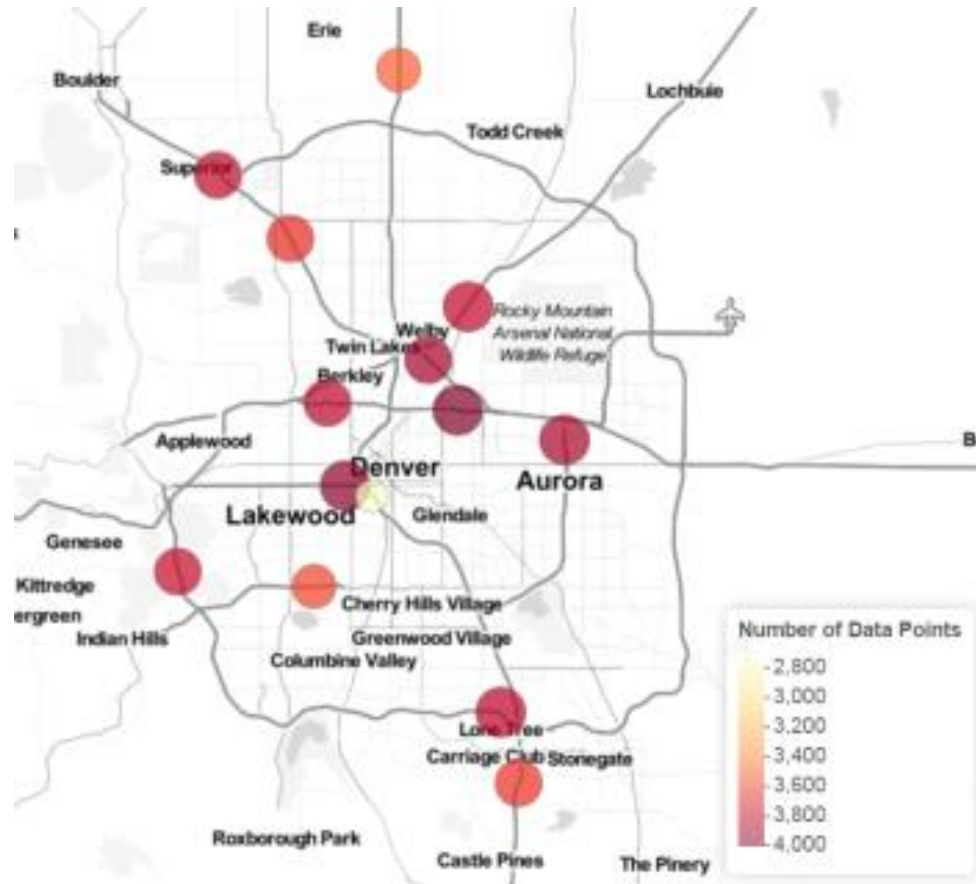 Erie
Boulder
Lochbuie
Todd Creek
Superior
Rocky Mountain
Arsenal National
Wildlife Refuge
Welby
Twin Lakes
Berkley
Applewood
B
Denver
Aurora
Lakewood
Glendale
Genesee
Kittredge
ergreen
Cherry Hills Village
Indian Hills
Greenwood Village
Columbine Valley
Number of Data Points
2,800
3,000
3,200
3,400
3,600
3,800
4,000
Lone Tree
Carriage Club
Stonegate
Roxborough Park
Castle Pines
The Pinery